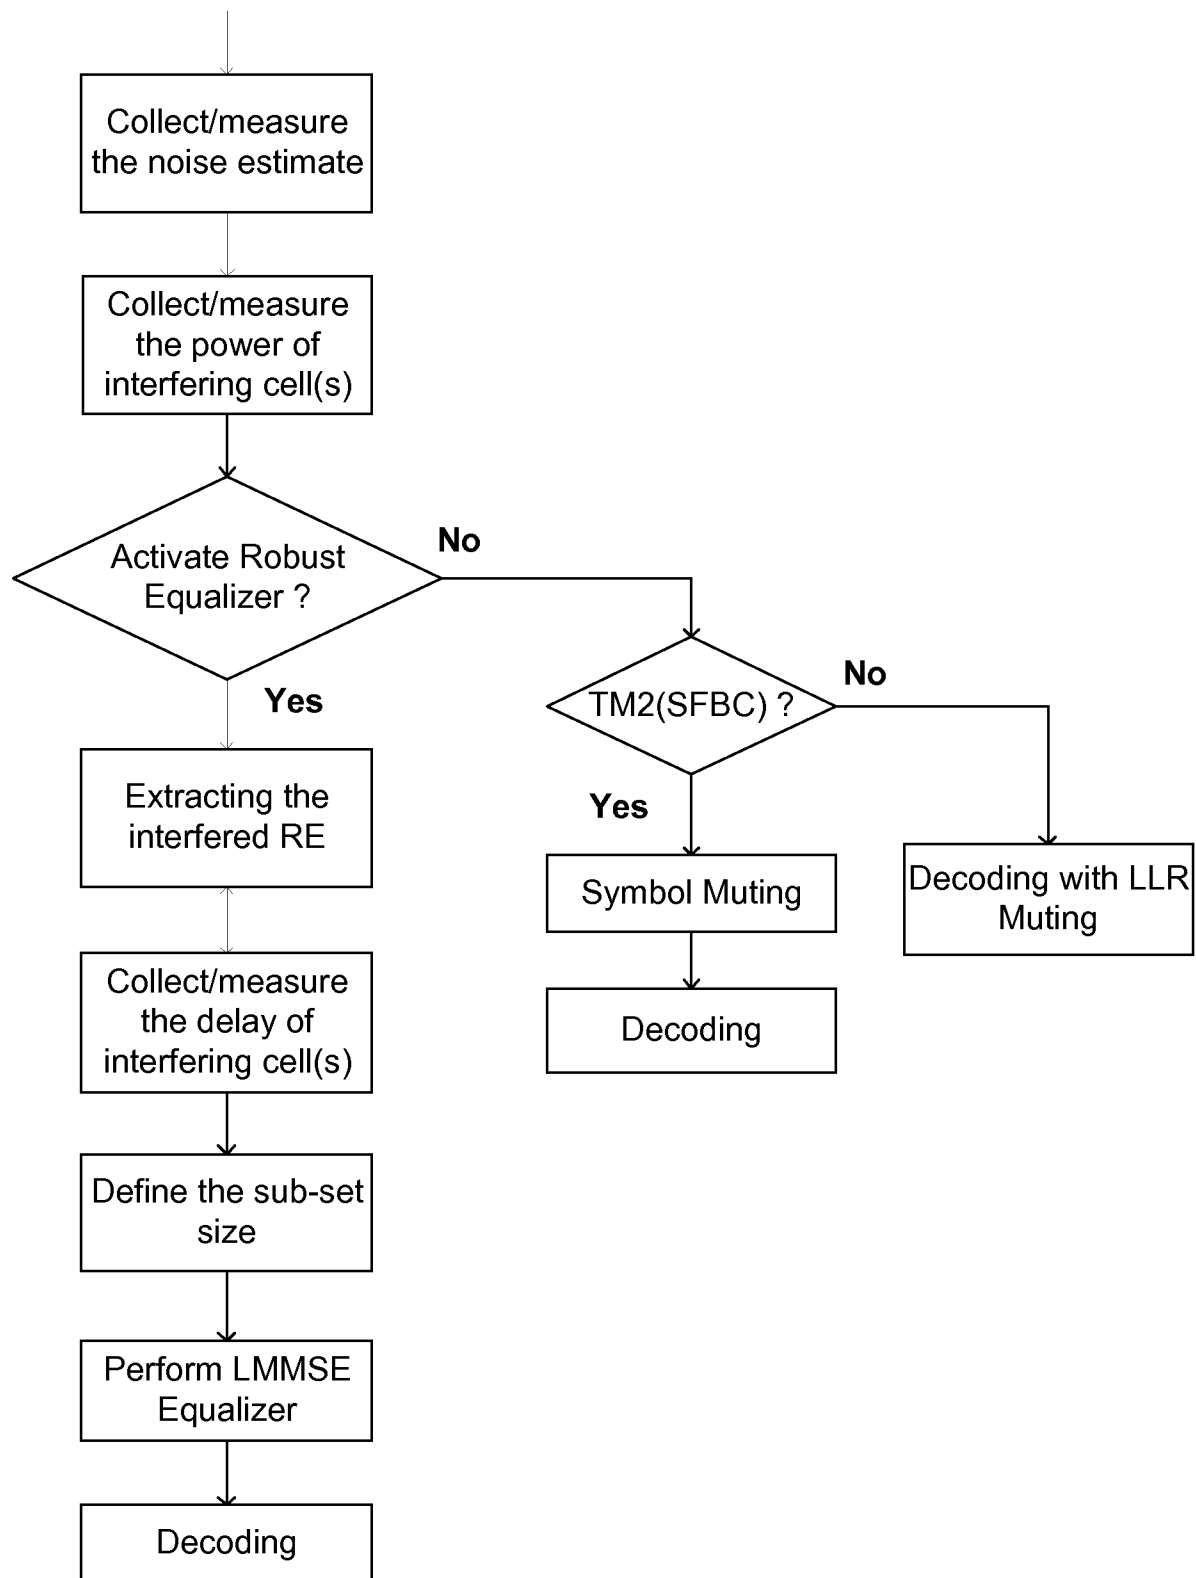 Collect/measure
the noise estimate
Collect/measure
the power of
interfering cell(s)
Activate Robust
Equalizer ?
No
Yes
TM2(SFBC) ?
No
Yes
Extracting the
interfered RE
Symbol Muting
Decoding with LLR
Muting
Collect/measure
the delay of
interfering cell(s)
Decoding
Define the sub-set
size
Perform LMMSE
Equalizer
Decoding